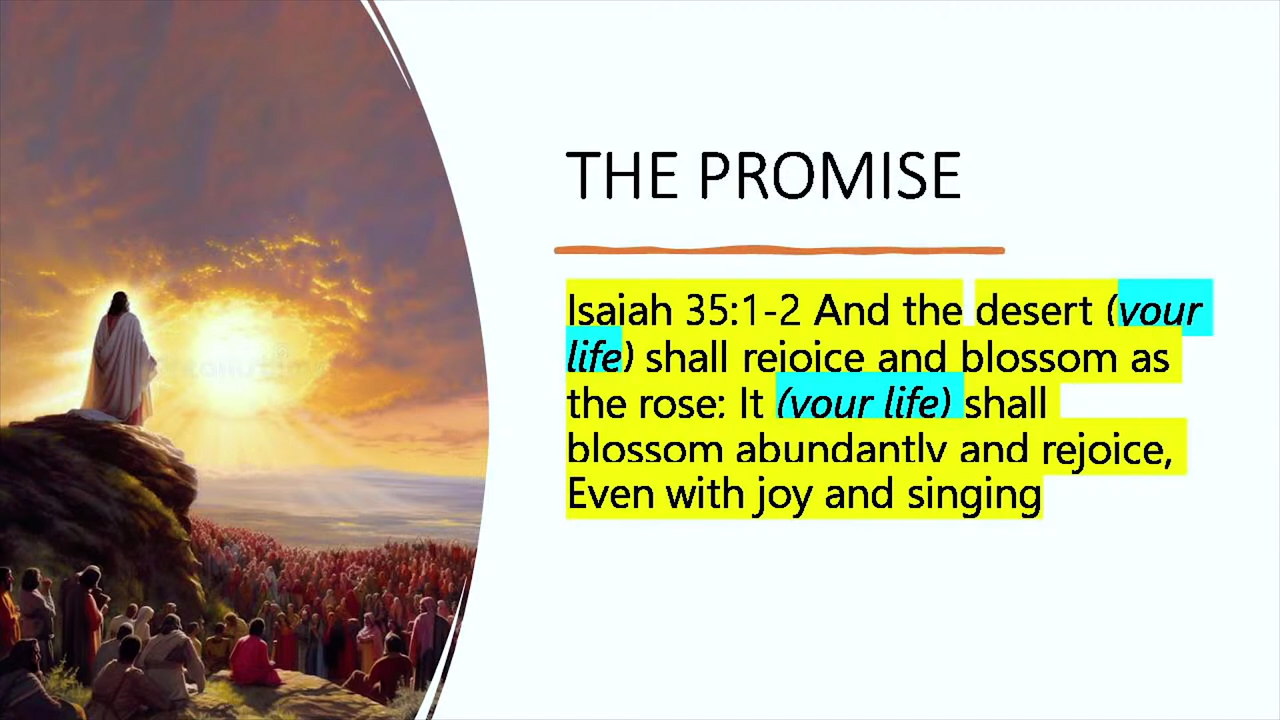 THE PROMISE
Isaiah 35:1-2 And the desert (your
life) shall rejoice and blossom as
the rose: It (your life) shall
blossom abundantly and rejoice,
Even with joy and singing